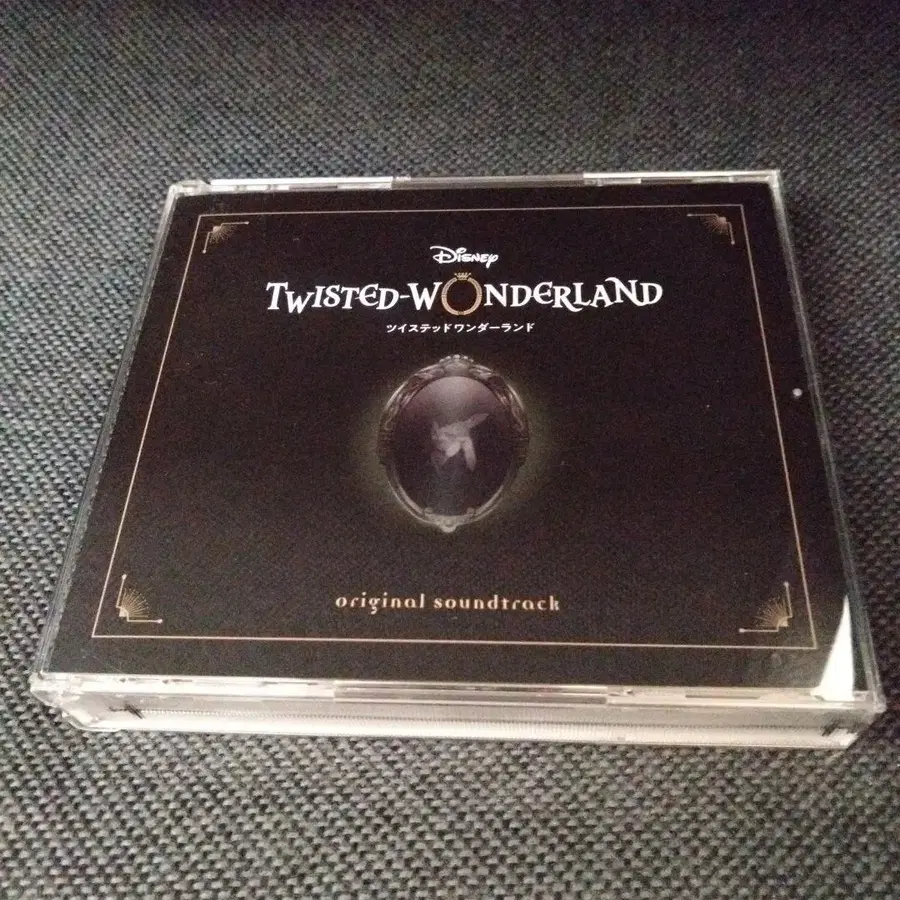 Disney
TWISTED-WONDERLAND
ツイステッドワンダーランド
original soundtrack